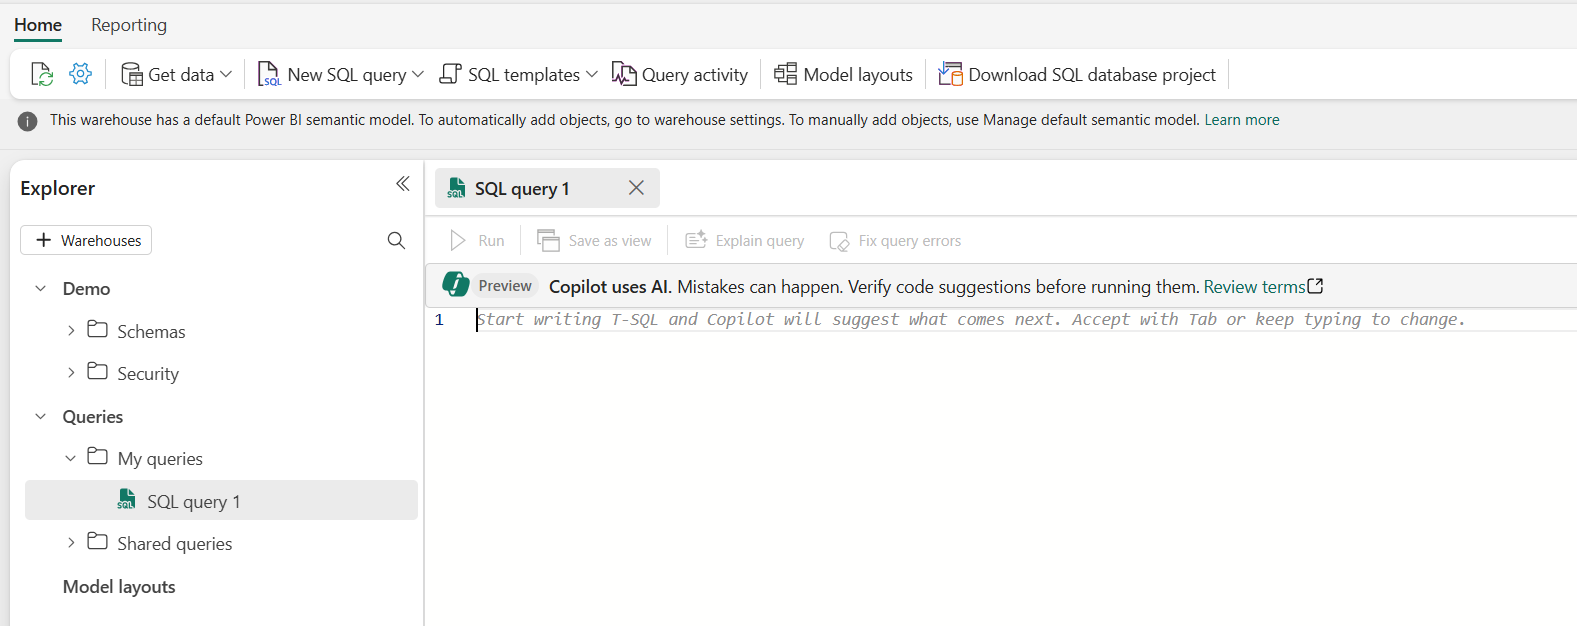 Home Reporting
Get data New SQL query SQL templates Query activity Model layouts Download SQL database project
This warehouse has a default Power BI semantic model. To automatically add objects, go to warehouse settings. To manually add objects, use Manage default semantic model. Learn more
Explorer
Warehouses
Demo
Schemas
Security
Queries
My queries
SQL query 1
Shared queries
Model layouts
SQL query 1
Run Save as view Explain query Fix query errors
Preview Copilot uses AI. Mistakes can happen. Verify code suggestions before running them. Review terms
1 Start writing T-SQL and Copilot will suggest what comes next. Accept with Tab or keep typing to change.